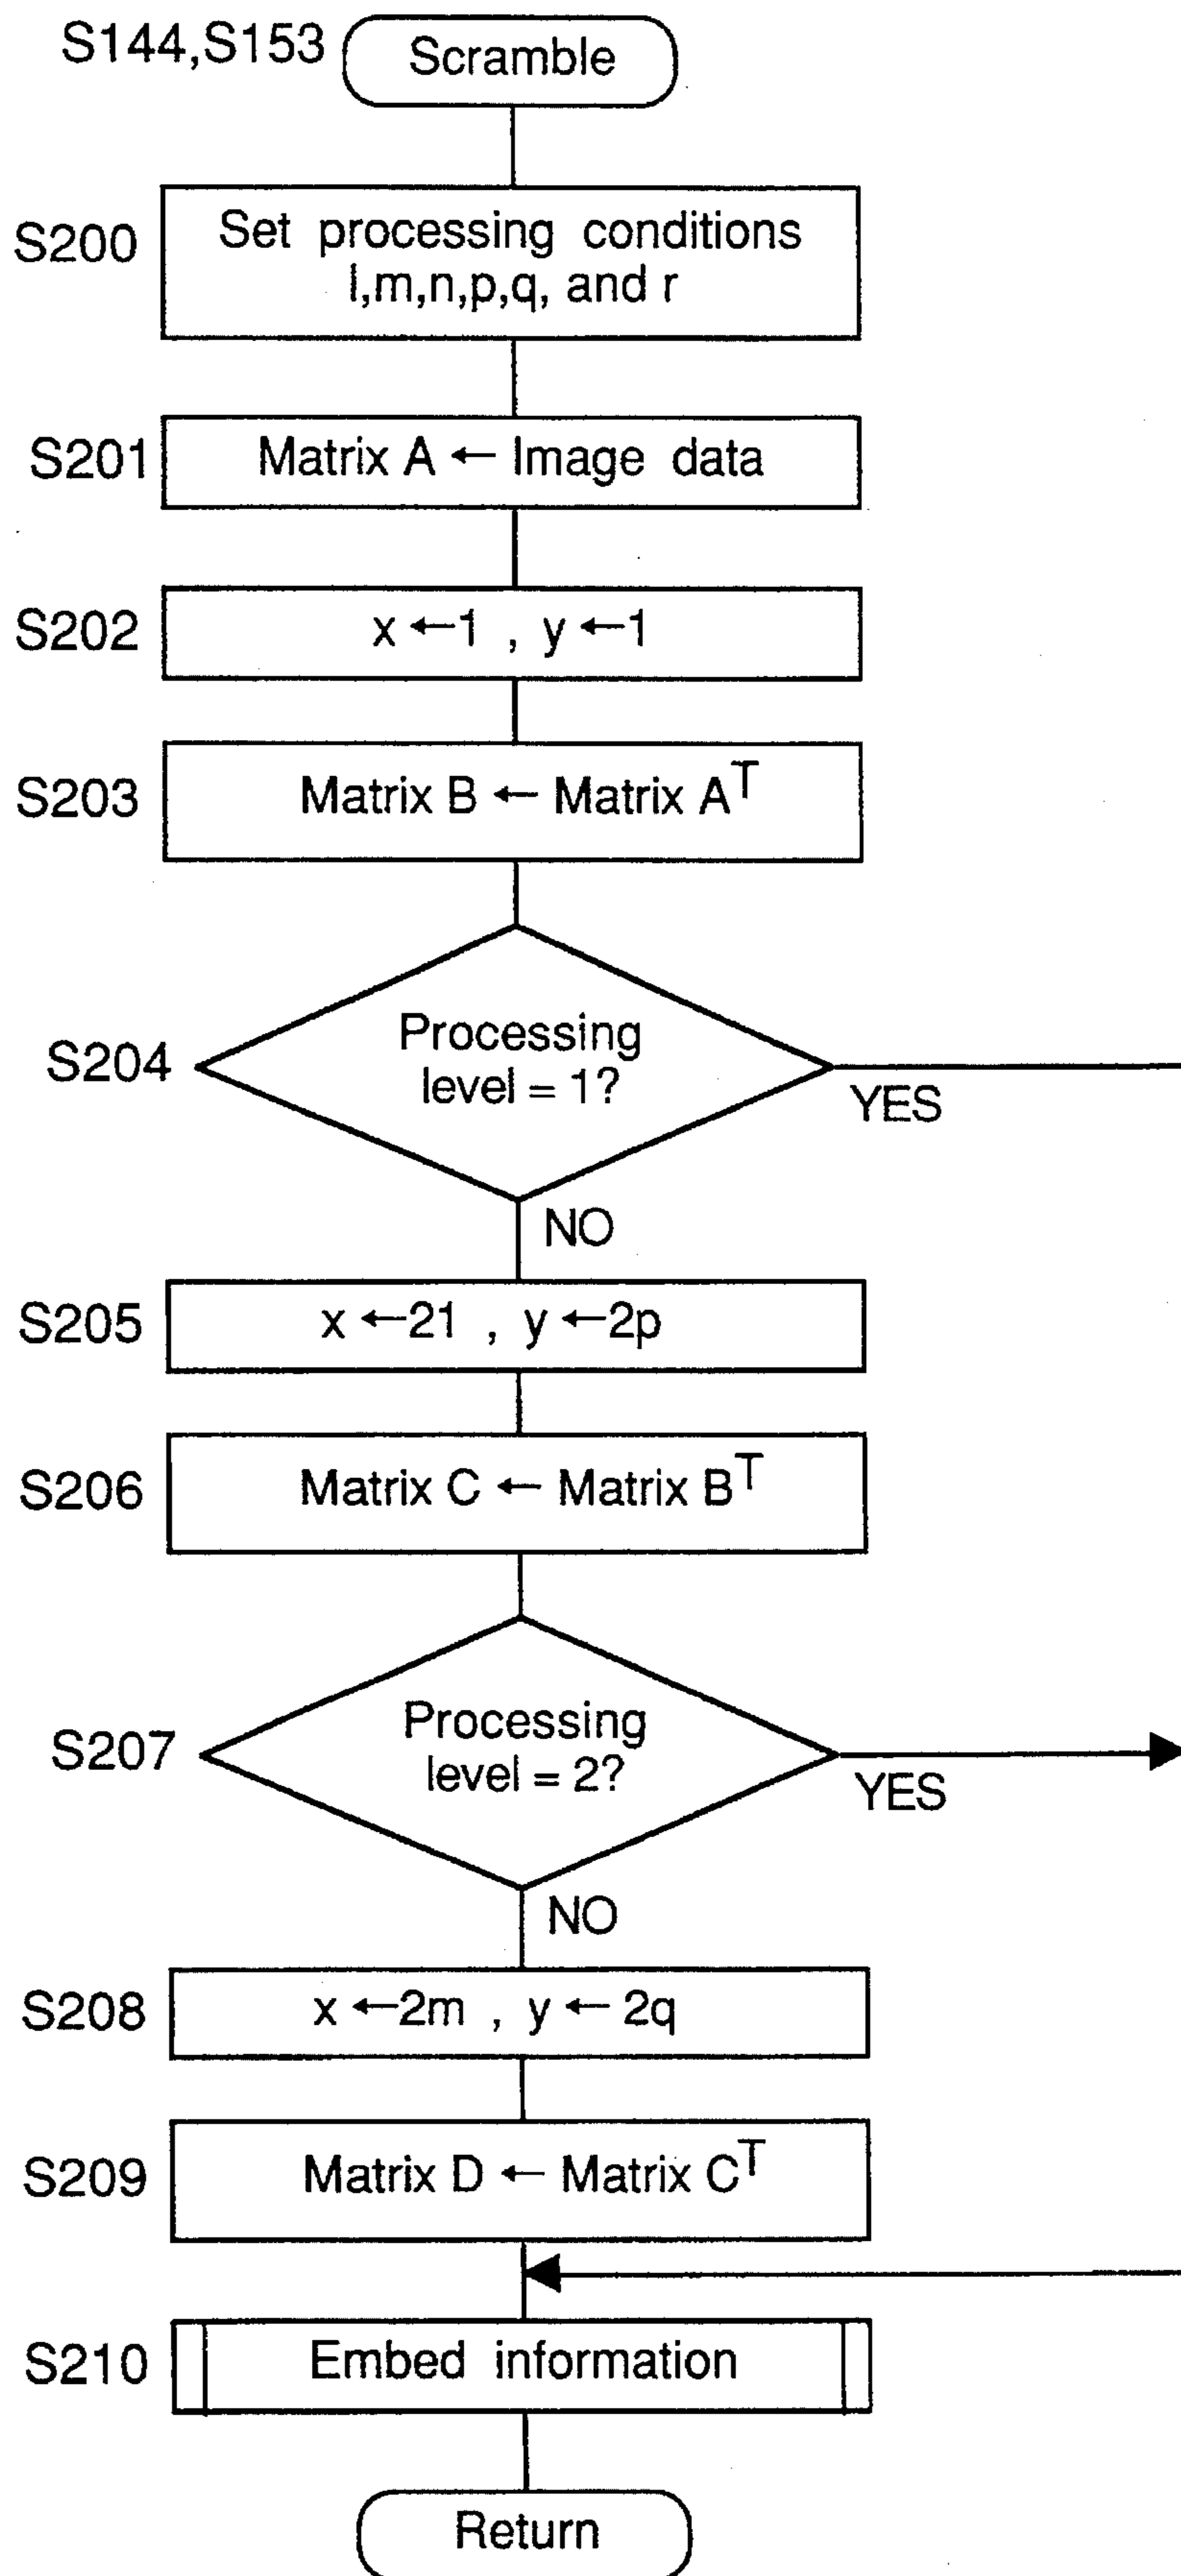 S144,S153 Scramble
S200 Set processing conditions
l,m,n,p,q, and r
S201 Matrix A ← Image data
S202 x ←1 , y ←1
S203 Matrix B ← Matrix A^T
S204 Processing
level = 1?
YES
NO
S205 x ←21 , y ←2p
S206 Matrix C ← Matrix B^T
S207 Processing
level = 2?
YES
NO
S208 x ←2m , y ← 2q
S209 Matrix D ← Matrix C^T
S210 Embed information
Return